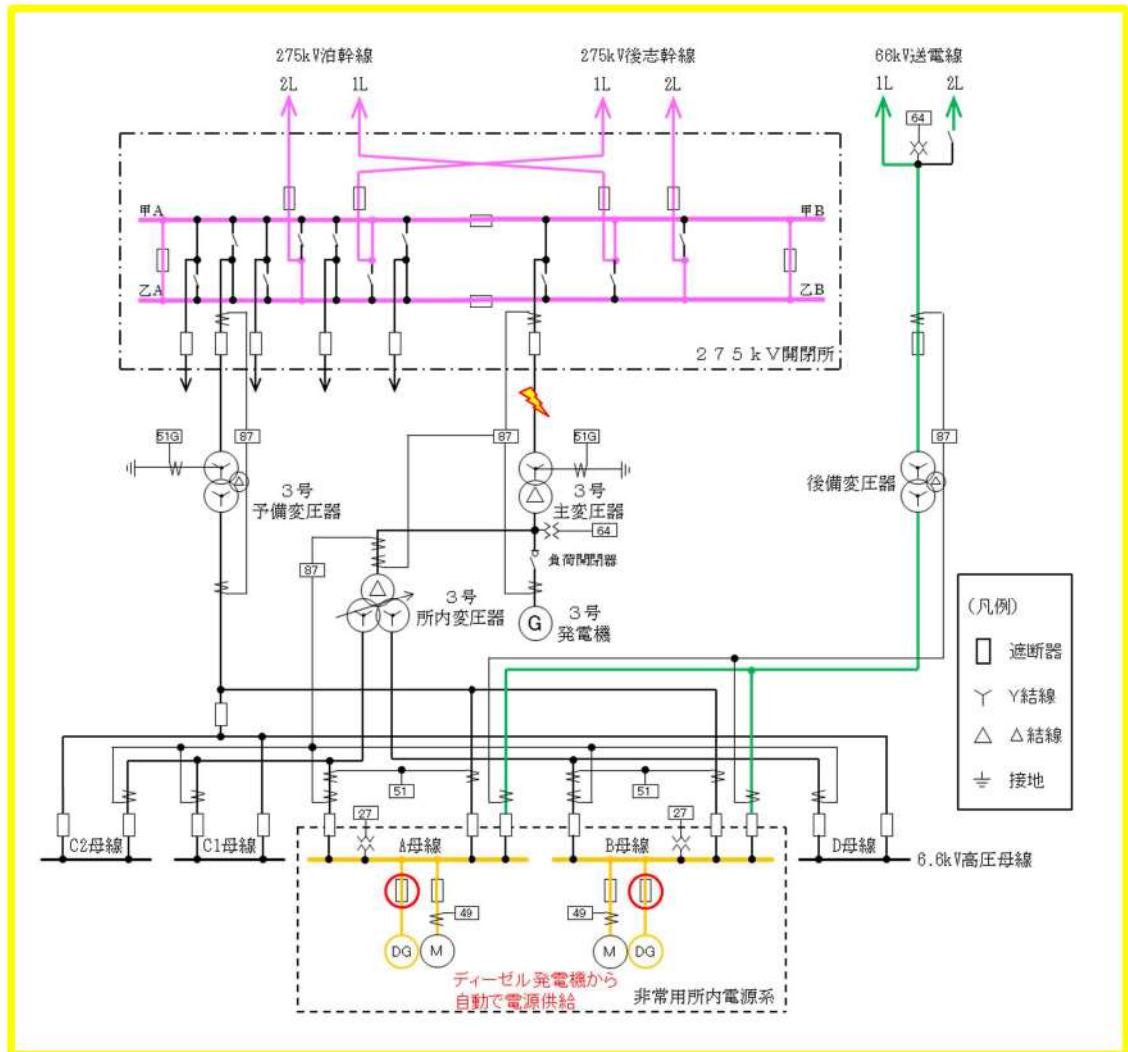 275kV泊幹線
275kV後志幹線
66kV送電線
2L
1L
1L
2L
1L
2L
64
甲A
甲B
乙A
乙B
275kV開閉所
51G
87
87
51G
87
3号
予備変圧器
3号
主変圧器
後備変圧器
64
負荷開閉器
87
3号
所内変圧器
G
3号
発電機
(凡例)
遮断器
Y結線
△結線
接地
51
51
27
27
C2母線
C1母線
A母線
B母線
D母線
6.6kV高圧母線
49
49
DG
M
M
DG
ディーゼル発電機から
自動で電源供給
非常用所内電源系